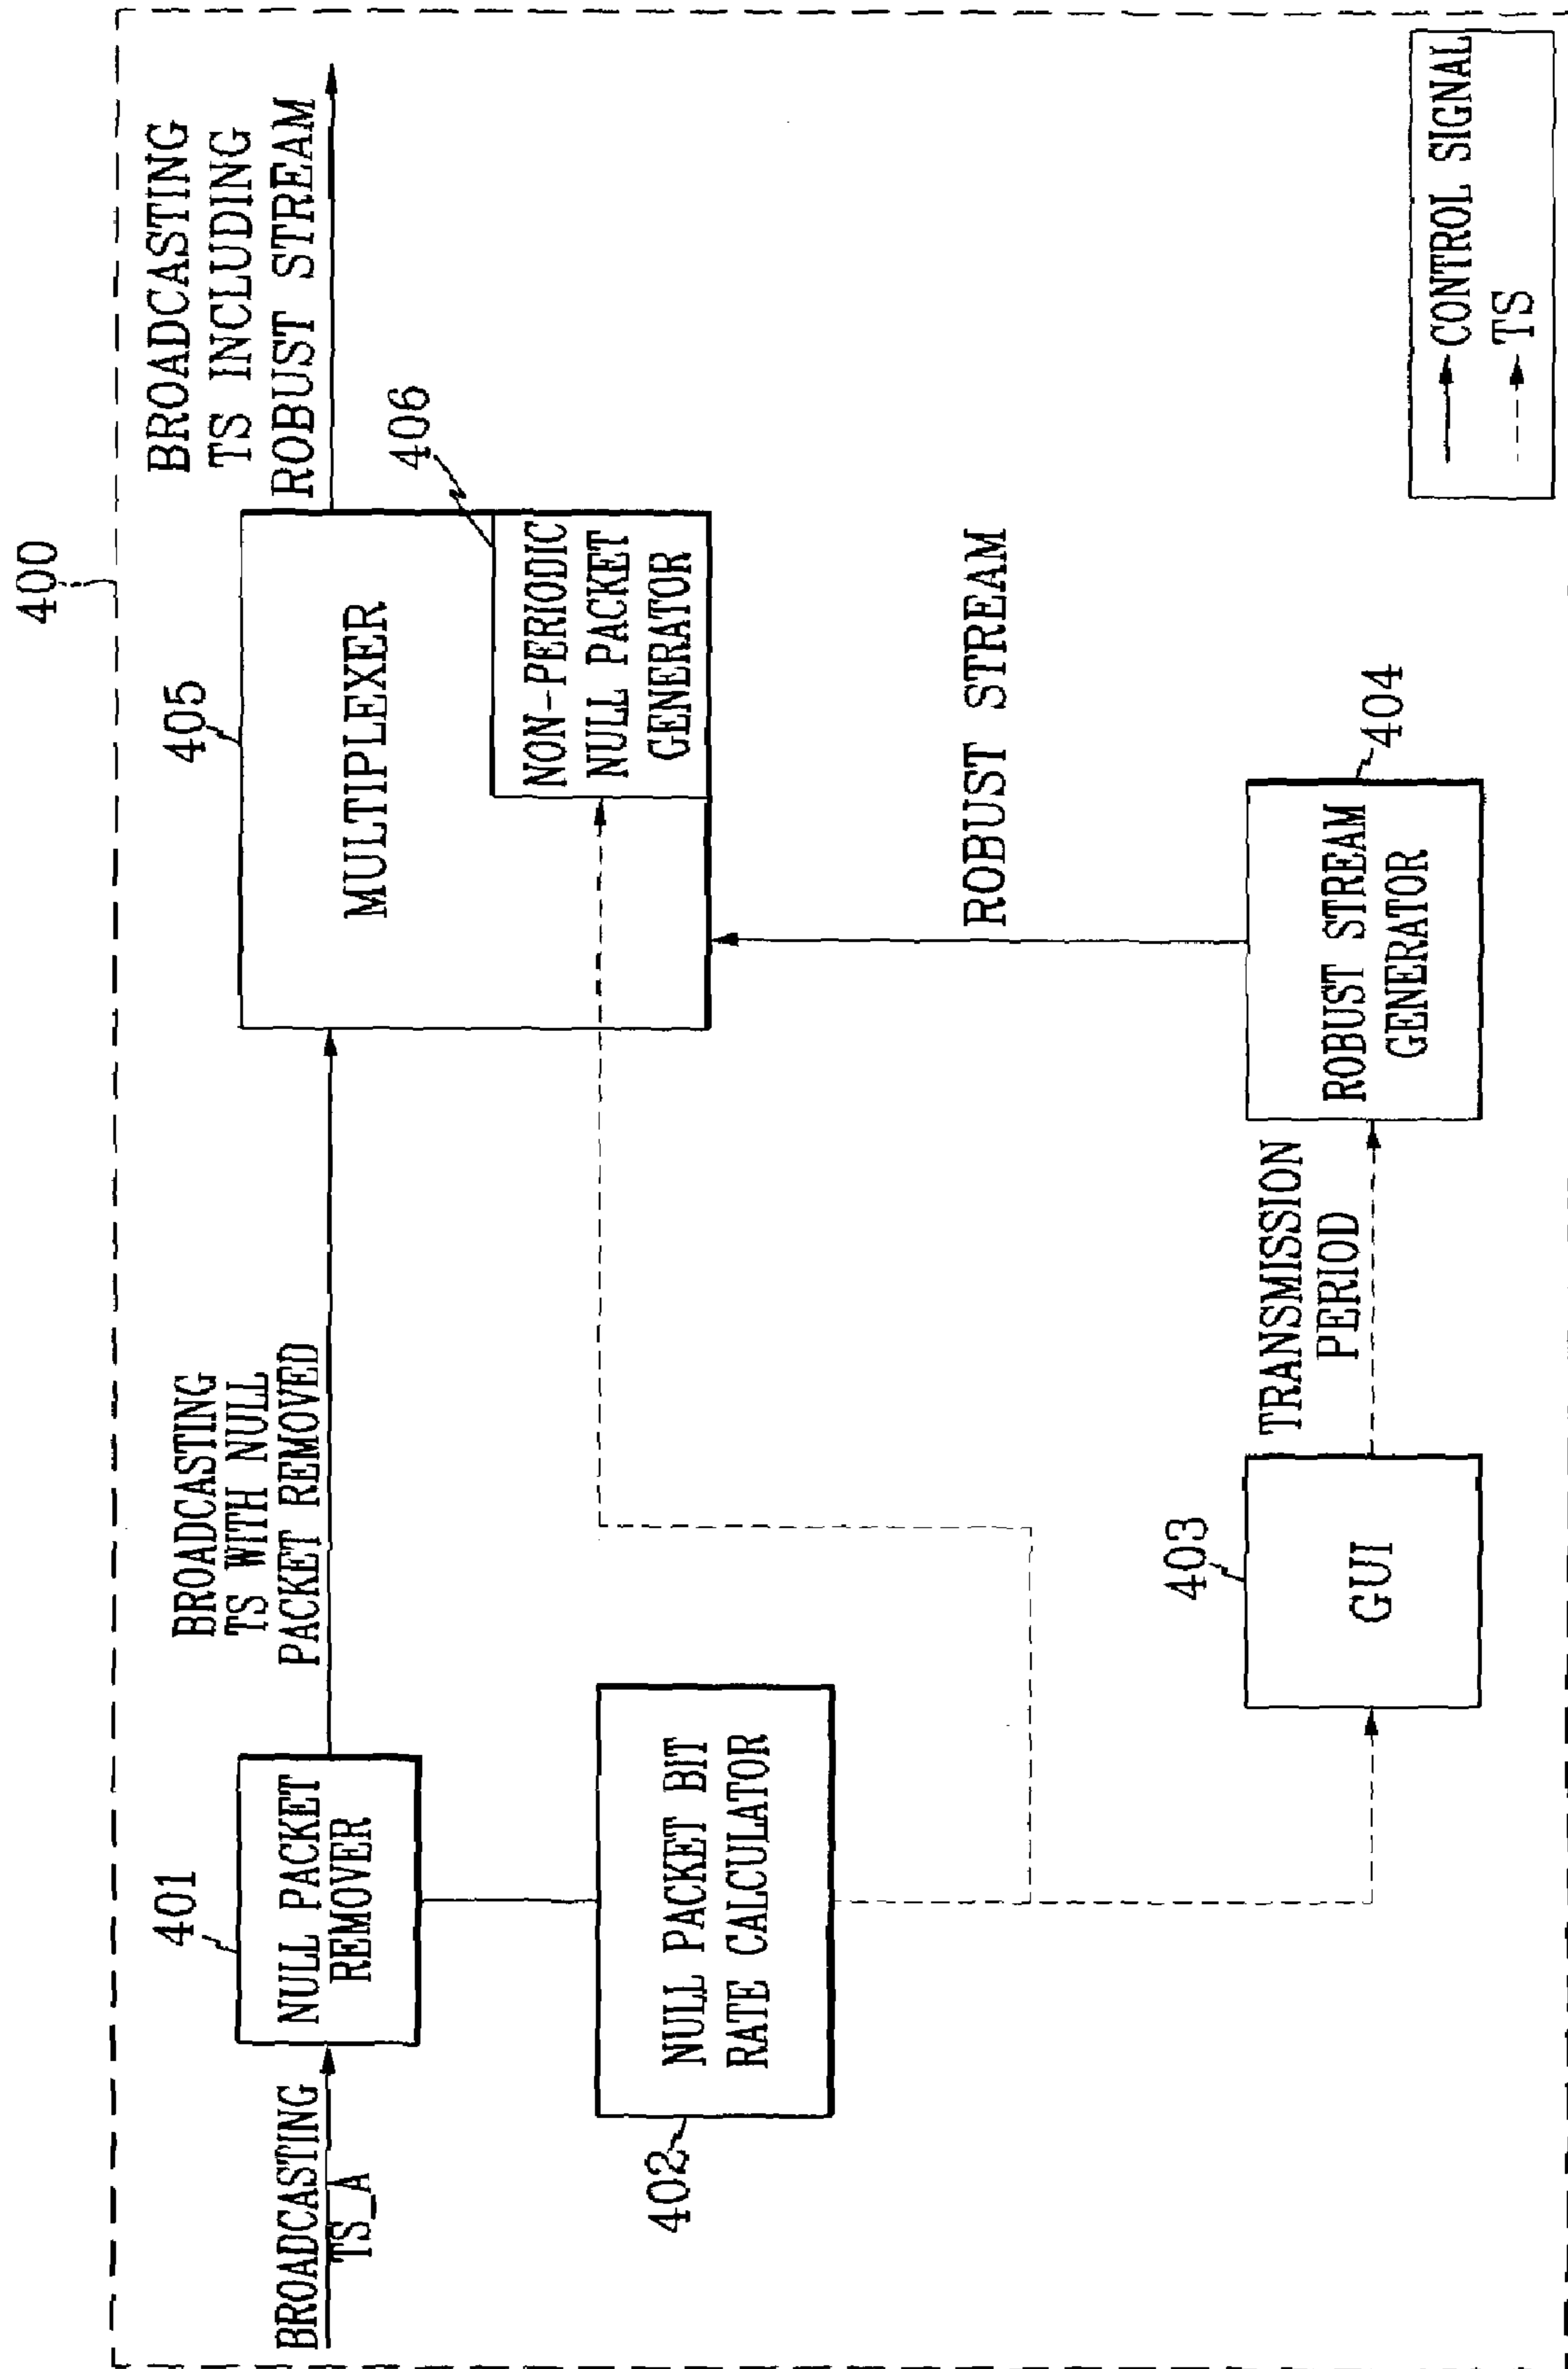 400
BROADCASTING
TS_A
401
NULL PACKET
REMOVER
BROADCASTING
TS WITH NULL
PACKET REMOVED
405
MULTIPLEXER
406
NON-PERIODIC
NULL PACKET
GENERATOR
BROADCASTING
TS INCLUDING
ROBUST STREAM
402
NULL PACKET BIT
RATE CALCULATOR
ROBUST STREAM
403
GUI
TRANSMISSION
PERIOD
404
ROBUST STREAM
GENERATOR
CONTROL SIGNAL
TS